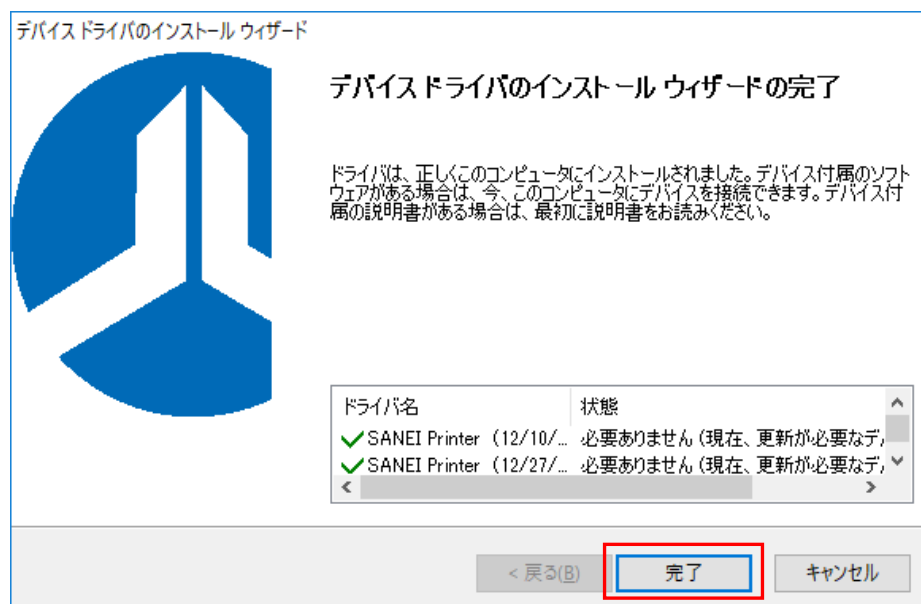 デバイス ドライバのインストール ウィザード
デバイス ドライバのインストール ウィザードの完了
ドライバは、正しくこのコンピュータにインストールされました。デバイス付属のソフト
ウェアがある場合は、今、このコンピュータにデバイスを接続できます。デバイス付
属の説明書がある場合は、最初に説明書をお読みください。
ドライバ名 状態
SANEI Printer (12/10/... 必要ありません (現在、更新が必要なデ
SANEI Printer (12/27/... 必要ありません (現在、更新が必要なデ
< 戻る(B) 完了 キャンセル